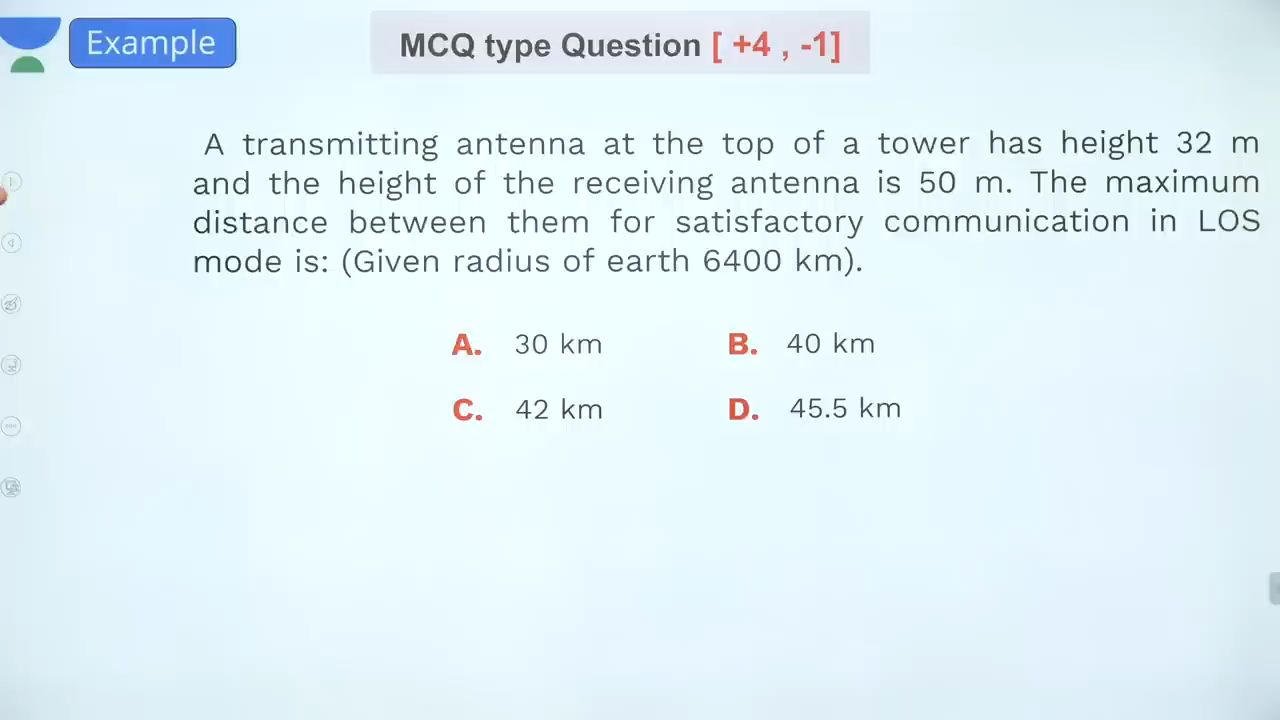 Example
MCQ type Question [ +4 , -1]
A transmitting antenna at the top of a tower has height 32 m
and the height of the receiving antenna is 50 m. The maximum
distance between them for satisfactory communication in LOS
mode is: (Given radius of earth 6400 km).
A. 30 km B. 40 km
C. 42 km D. 45.5 km